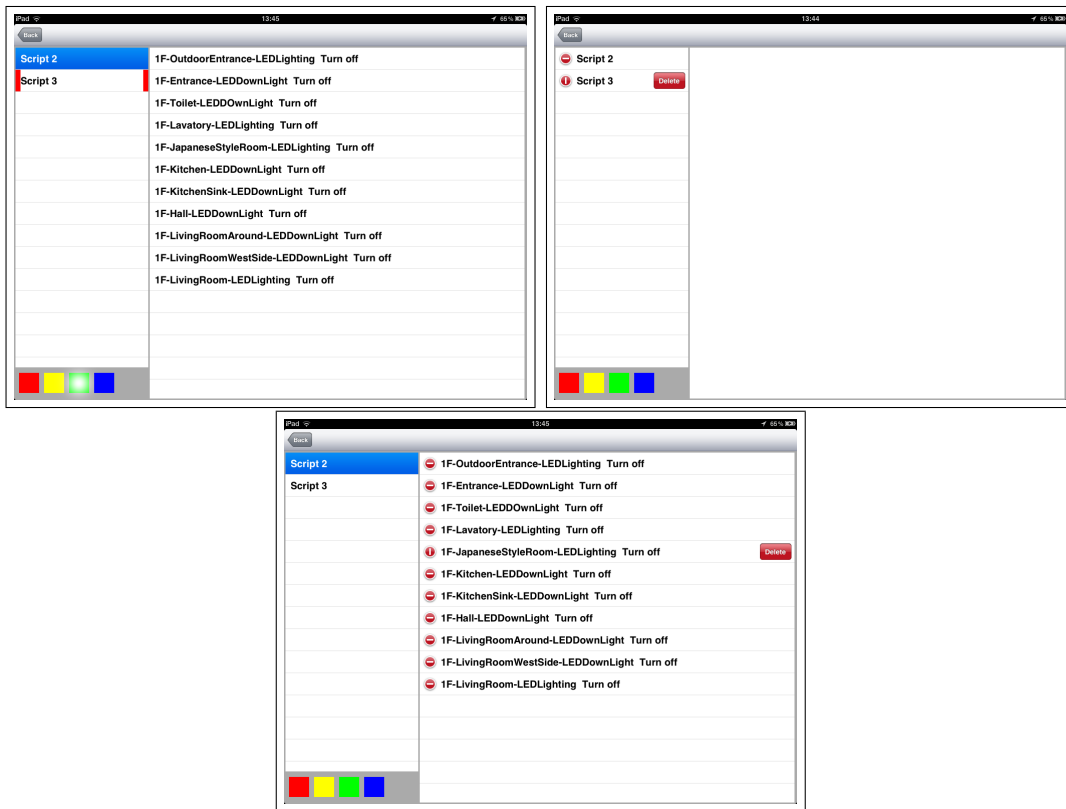 iPad 13:45 65%
Back
Script 2
Script 3
1F-OutdoorEntrance-LEDLighting Turn off
1F-Entrance-LEDDownLight Turn off
1F-Toilet-LEDDOwnLight Turn off
1F-Lavatory-LEDLighting Turn off
1F-JapaneseStyleRoom-LEDLighting Turn off
1F-Kitchen-LEDDownLight Turn off
1F-KitchenSink-LEDDownLight Turn off
1F-Hall-LEDDownLight Turn off
1F-LivingRoomAround-LEDDownLight Turn off
1F-LivingRoomWestSide-LEDDownLight Turn off
1F-LivingRoom-LEDLighting Turn off
iPad 13:44 65%
Back
Script 2
Script 3 Delete
iPad 13:45 65%
Back
Script 2
Script 3
1F-OutdoorEntrance-LEDLighting Turn off
1F-Entrance-LEDDownLight Turn off
1F-Toilet-LEDDOwnLight Turn off
1F-Lavatory-LEDLighting Turn off
1F-JapaneseStyleRoom-LEDLighting Turn off Delete
1F-Kitchen-LEDDownLight Turn off
1F-KitchenSink-LEDDownLight Turn off
1F-Hall-LEDDownLight Turn off
1F-LivingRoomAround-LEDDownLight Turn off
1F-LivingRoomWestSide-LEDDownLight Turn off
1F-LivingRoom-LEDLighting Turn off